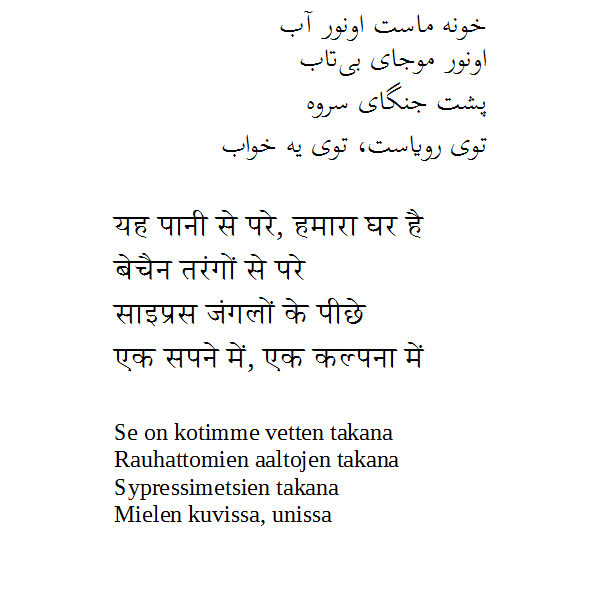 خونه ماست اونور آب
اونور موجای بی‌تاب
پشت جنگای سروه
توی رویاست، توی یه خواب
यह पानी से परे, हमारा घर है
बेचैन तरंगों से परे
साइप्रस जंगलों के पीछे
एक सपने में, एक कल्पना में
Se on kotimme vetten takana
Rauhattomien aaltojen takana
Sypressimetsien takana
Mielen kuvissa, unissa